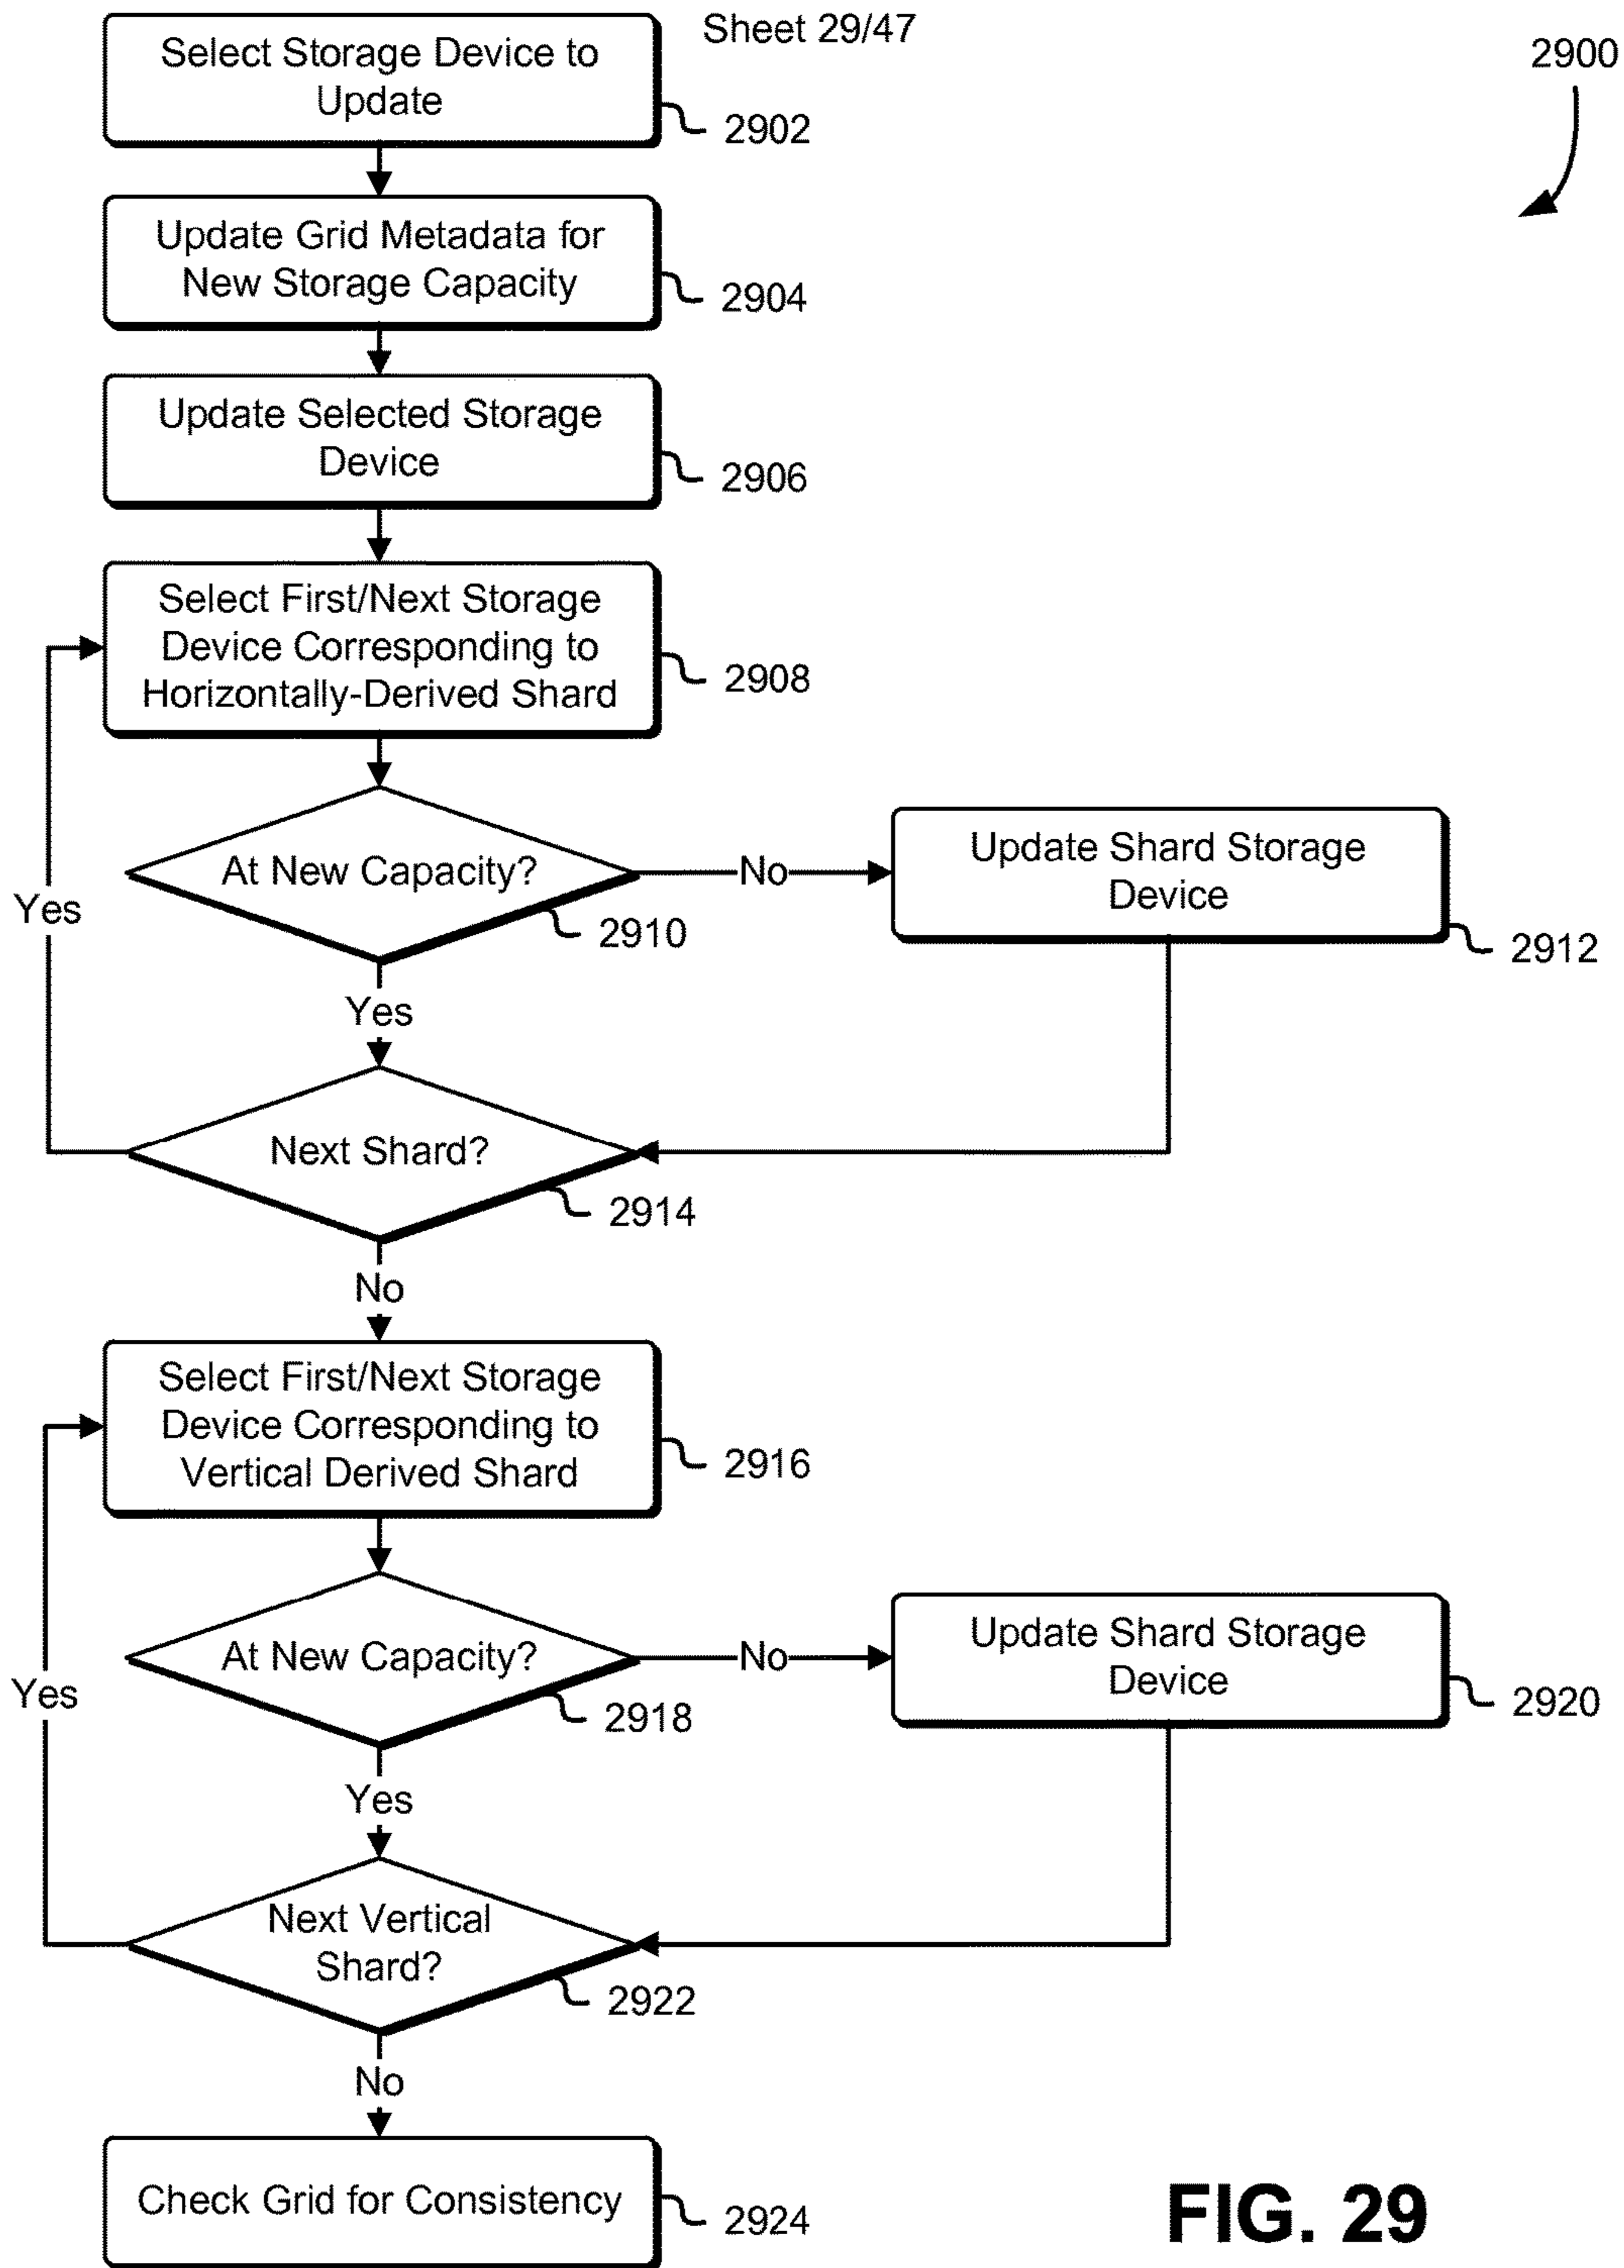 Sheet 29/47
2900
Select Storage Device to
Update
2902
Update Grid Metadata for
New Storage Capacity
2904
Update Selected Storage
Device
2906
Select First/Next Storage
Device Corresponding to
Horizontally-Derived Shard
2908
At New Capacity?
2910
No
Update Shard Storage
Device
2912
Yes
Yes
Next Shard?
2914
No
Select First/Next Storage
Device Corresponding to
Vertical Derived Shard
2916
At New Capacity?
2918
No
Update Shard Storage
Device
2920
Yes
Yes
Next Vertical
Shard?
2922
No
Check Grid for Consistency
2924
FIG. 29